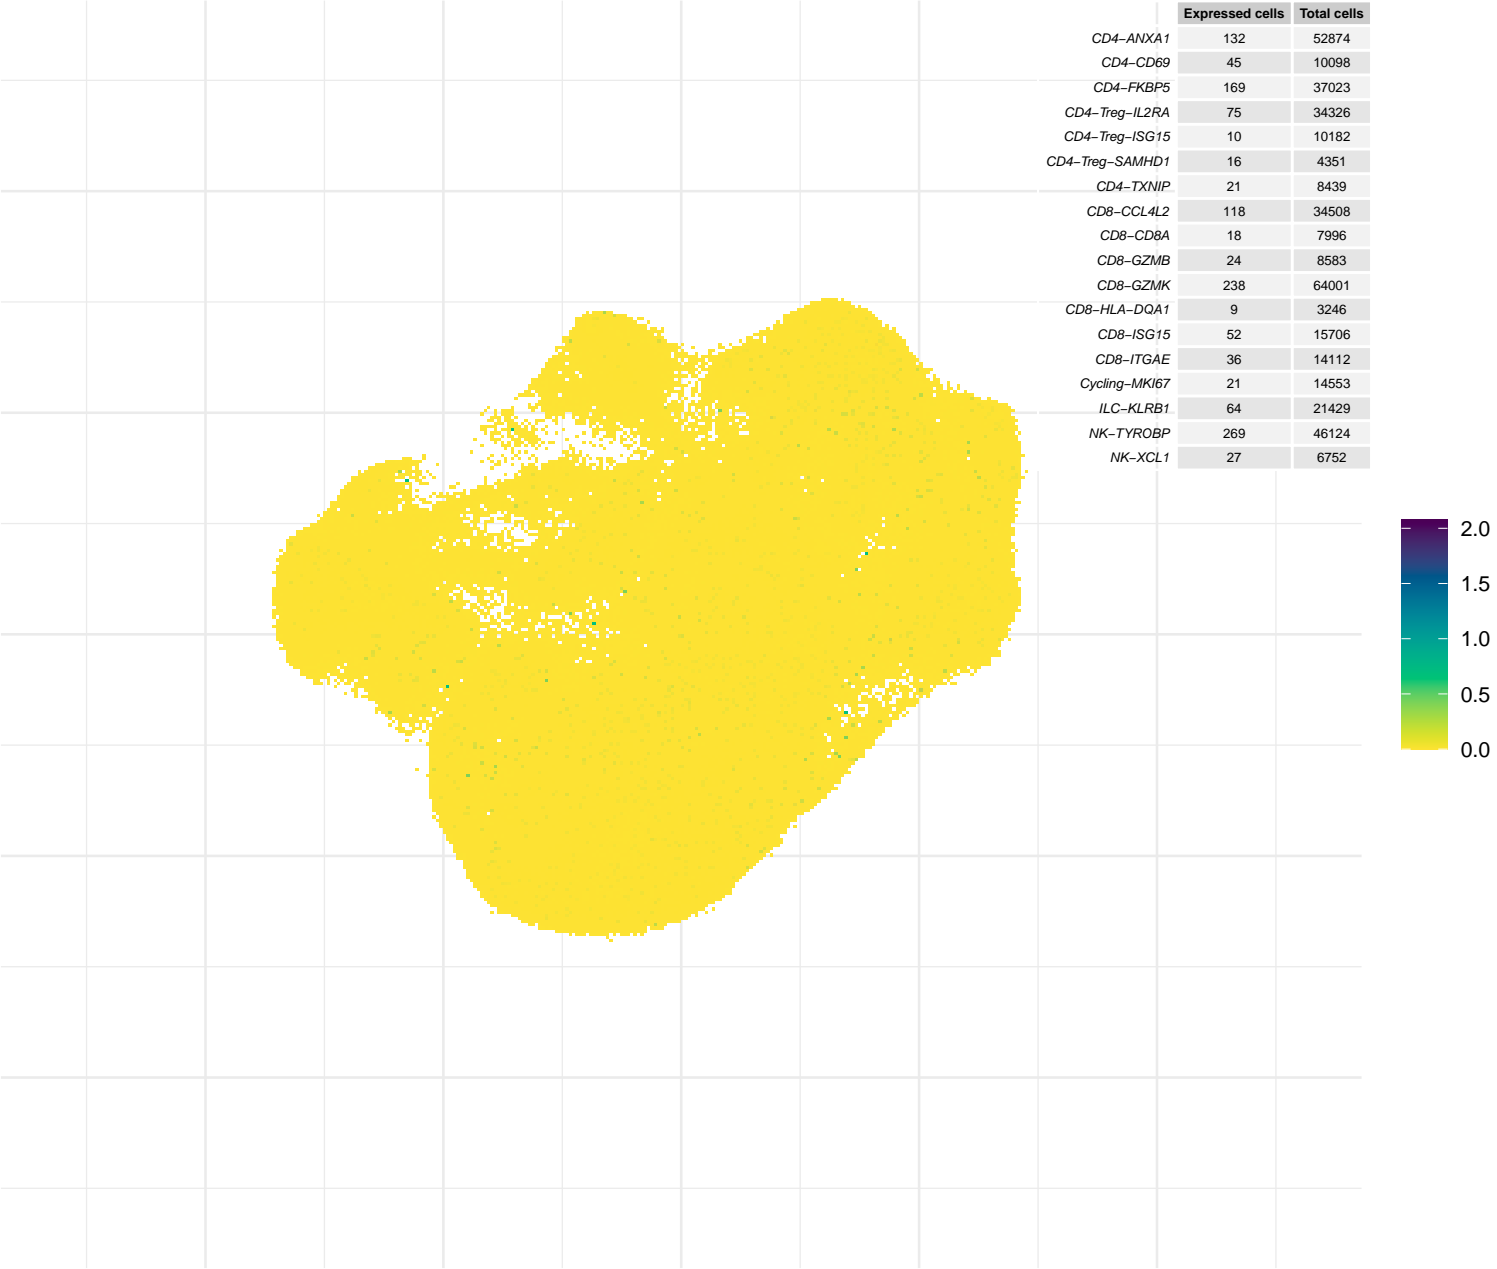 Expressed cells Total cells
CD4−ANXA1 132 52874
CD4−CD69 45 10098
CD4−FKBP5 169 37023
CD4−Treg−IL2RA 75 34326
CD4−Treg−ISG15 10 10182
CD4−Treg−SAMHD1 16 4351
CD4−TXNIP 21 8439
CD8−CCL4L2 118 34508
CD8−CD8A 18 7996
CD8−GZMB 24 8583
CD8−GZMK 238 64001
CD8−HLA−DQA1 9 3246
CD8−ISG15 52 15706
CD8−ITGAE 36 14112
Cycling−MKI67 21 14553
ILC−KLRB1 64 21429
NK−TYROBP 269 46124
NK−XCL1 27 6752
2.0
1.5
1.0
0.5
0.0